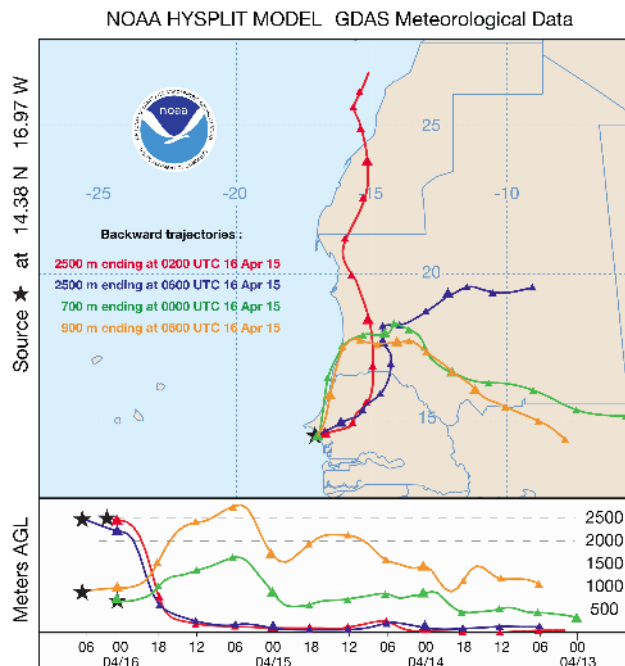 NOAA HYSPLIT MODEL GDAS Meteorological Data
Source ★ at 14.38 N 16.97 W
noaa
25
-25
-20
-15
-10
Backward trajectories :
2500 m ending at 0200 UTC 16 Apr 15
2500 m ending at 0600 UTC 16 Apr 15
700 m ending at 0000 UTC 16 Apr 15
900 m ending at 0600 UTC 16 Apr 15
20
15
Meters AGL
2500
2000
1500
1000
500
06 00 18 12 06 00 18 12 06 00 18 12 06 00
04/16 04/15 04/14 04/13